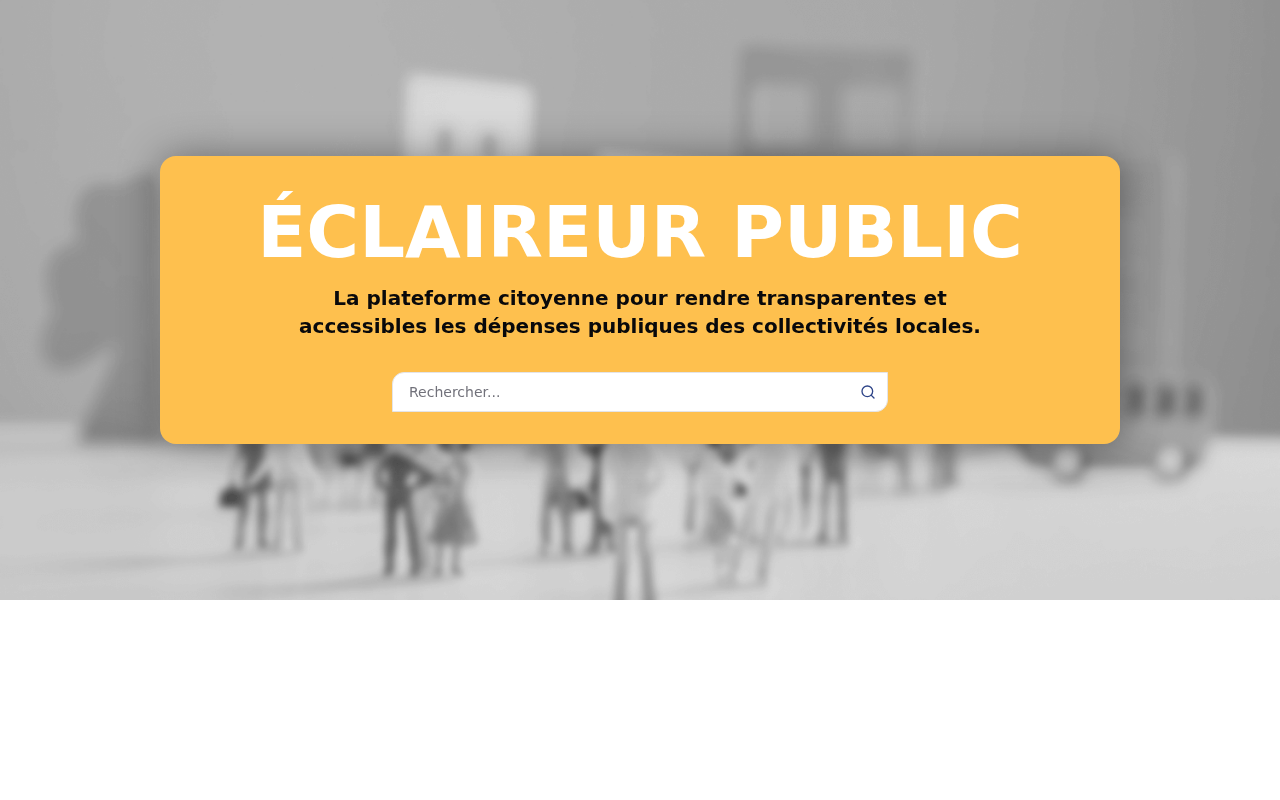 ÉCLAIREUR PUBLIC
La plateforme citoyenne pour rendre transparentes et
accessibles les dépenses publiques des collectivités locales.
Rechercher...